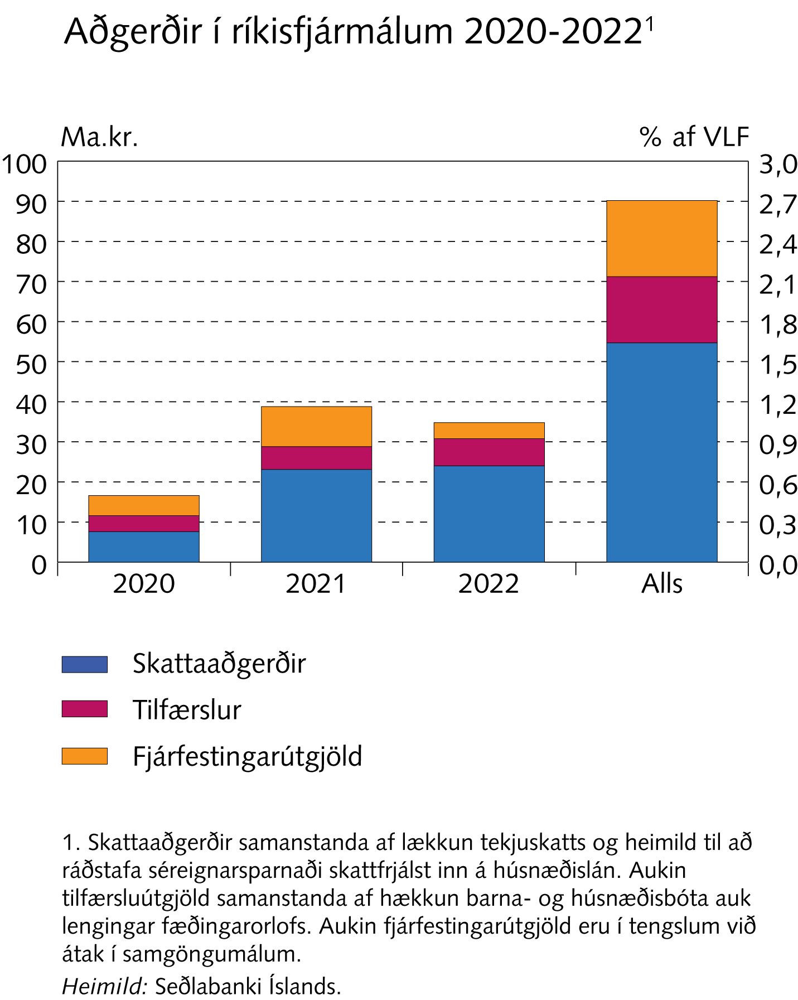 Aðgerðir í ríkisfjármálum 2020-2022¹
Ma.kr.
% af VLF
100
90
80
70
60
50
40
30
20
10
0
3,0
2,7
2,4
2,1
1,8
1,5
1,2
0,9
0,6
0,3
0,0
2020
2021
2022
Alls
Skattaaðgerðir
Tilfærslur
Fjárfestingarútgjöld
1. Skattaaðgerðir samanstanda af lækkun tekjuskatts og heimild til að
ráðstafa séreignarsparnaði skattfrjálst inn á húsnæðislán. Aukin
tilfærsluútgjöld samanstanda af hækkun barna- og húsnæðisbóta auk
lengingar fæðingarorlofs. Aukin fjárfestingarútgjöld eru í tengslum við
átak í samgöngumálum.
Heimild: Seðlabanki Íslands.